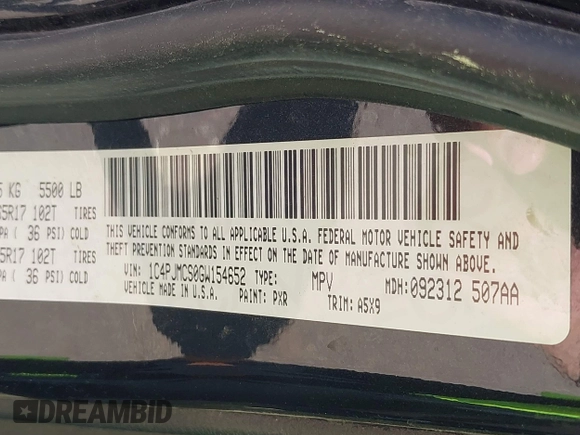 5 KG 5500 LB
65R17 102T TIRES
PA ( 36 PSI) COLD
5R17 102T TIRES
PA ( 36 PSI) COLD
THIS VEHICLE CONFORMS TO ALL APPLICABLE U.S.A. FEDERAL MOTOR VEHICLE SAFETY AND
THEFT PREVENTION STANDARDS IN EFFECT ON THE DATE OF MANUFACTURE SHOWN ABOVE.
VIN: 1C4PJMCS0GW154652 TYPE: MPV MDH:092312 507AA
VEHICLE MADE IN U.S.A. PAINT: PXR TRIM: A5X9
DREAMBID